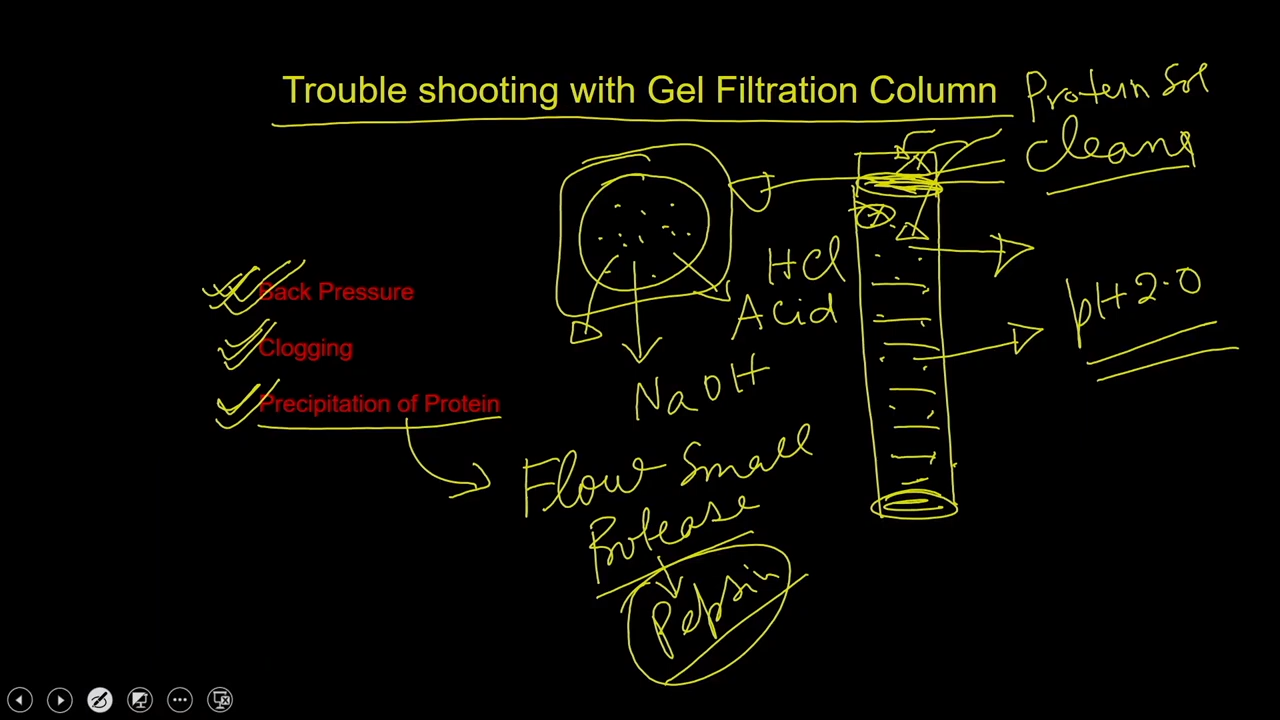 Trouble shooting with Gel Filtration Column
Protein Sol
Cleans
HCl
Acid
pH 2.0
NaOH
Back Pressure
Clogging
Precipitation of Protein
Flow Small
Protease
Pepsin